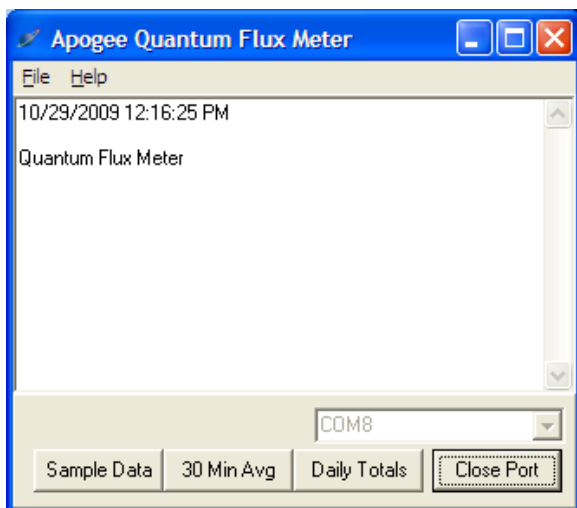 Apogee Quantum Flux Meter
File Help
10/29/2009 12:16:25 PM
Quantum Flux Meter
COM8
Sample Data 30 Min Avg Daily Totals Close Port